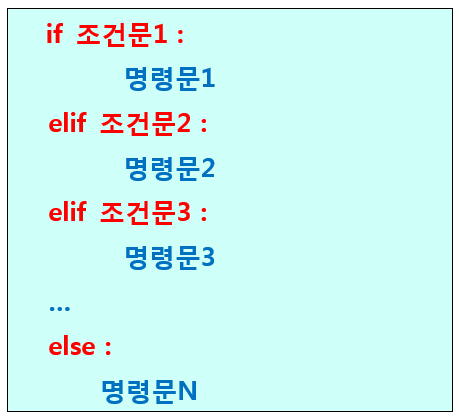 if 조건문1 :
명령문1
elif 조건문2 :
명령문2
elif 조건문3 :
명령문3
...
else :
명령문N